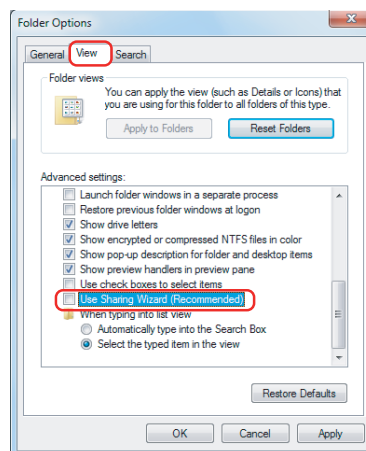 Folder Options
General View Search
Folder views
You can apply the view (such as Details or Icons) that
you are using for this folder to all folders of this type.
Apply to Folders Reset Folders
Advanced settings:
Launch folder windows in a separate process
Restore previous folder windows at logon
Show drive letters
Show encrypted or compressed NTFS files in color
Show pop-up description for folder and desktop items
Show preview handlers in preview pane
Use check boxes to select items
Use Sharing Wizard (Recommended)
When typing into list view
Automatically type into the Search Box
Select the typed item in the view
Restore Defaults
OK Cancel Apply